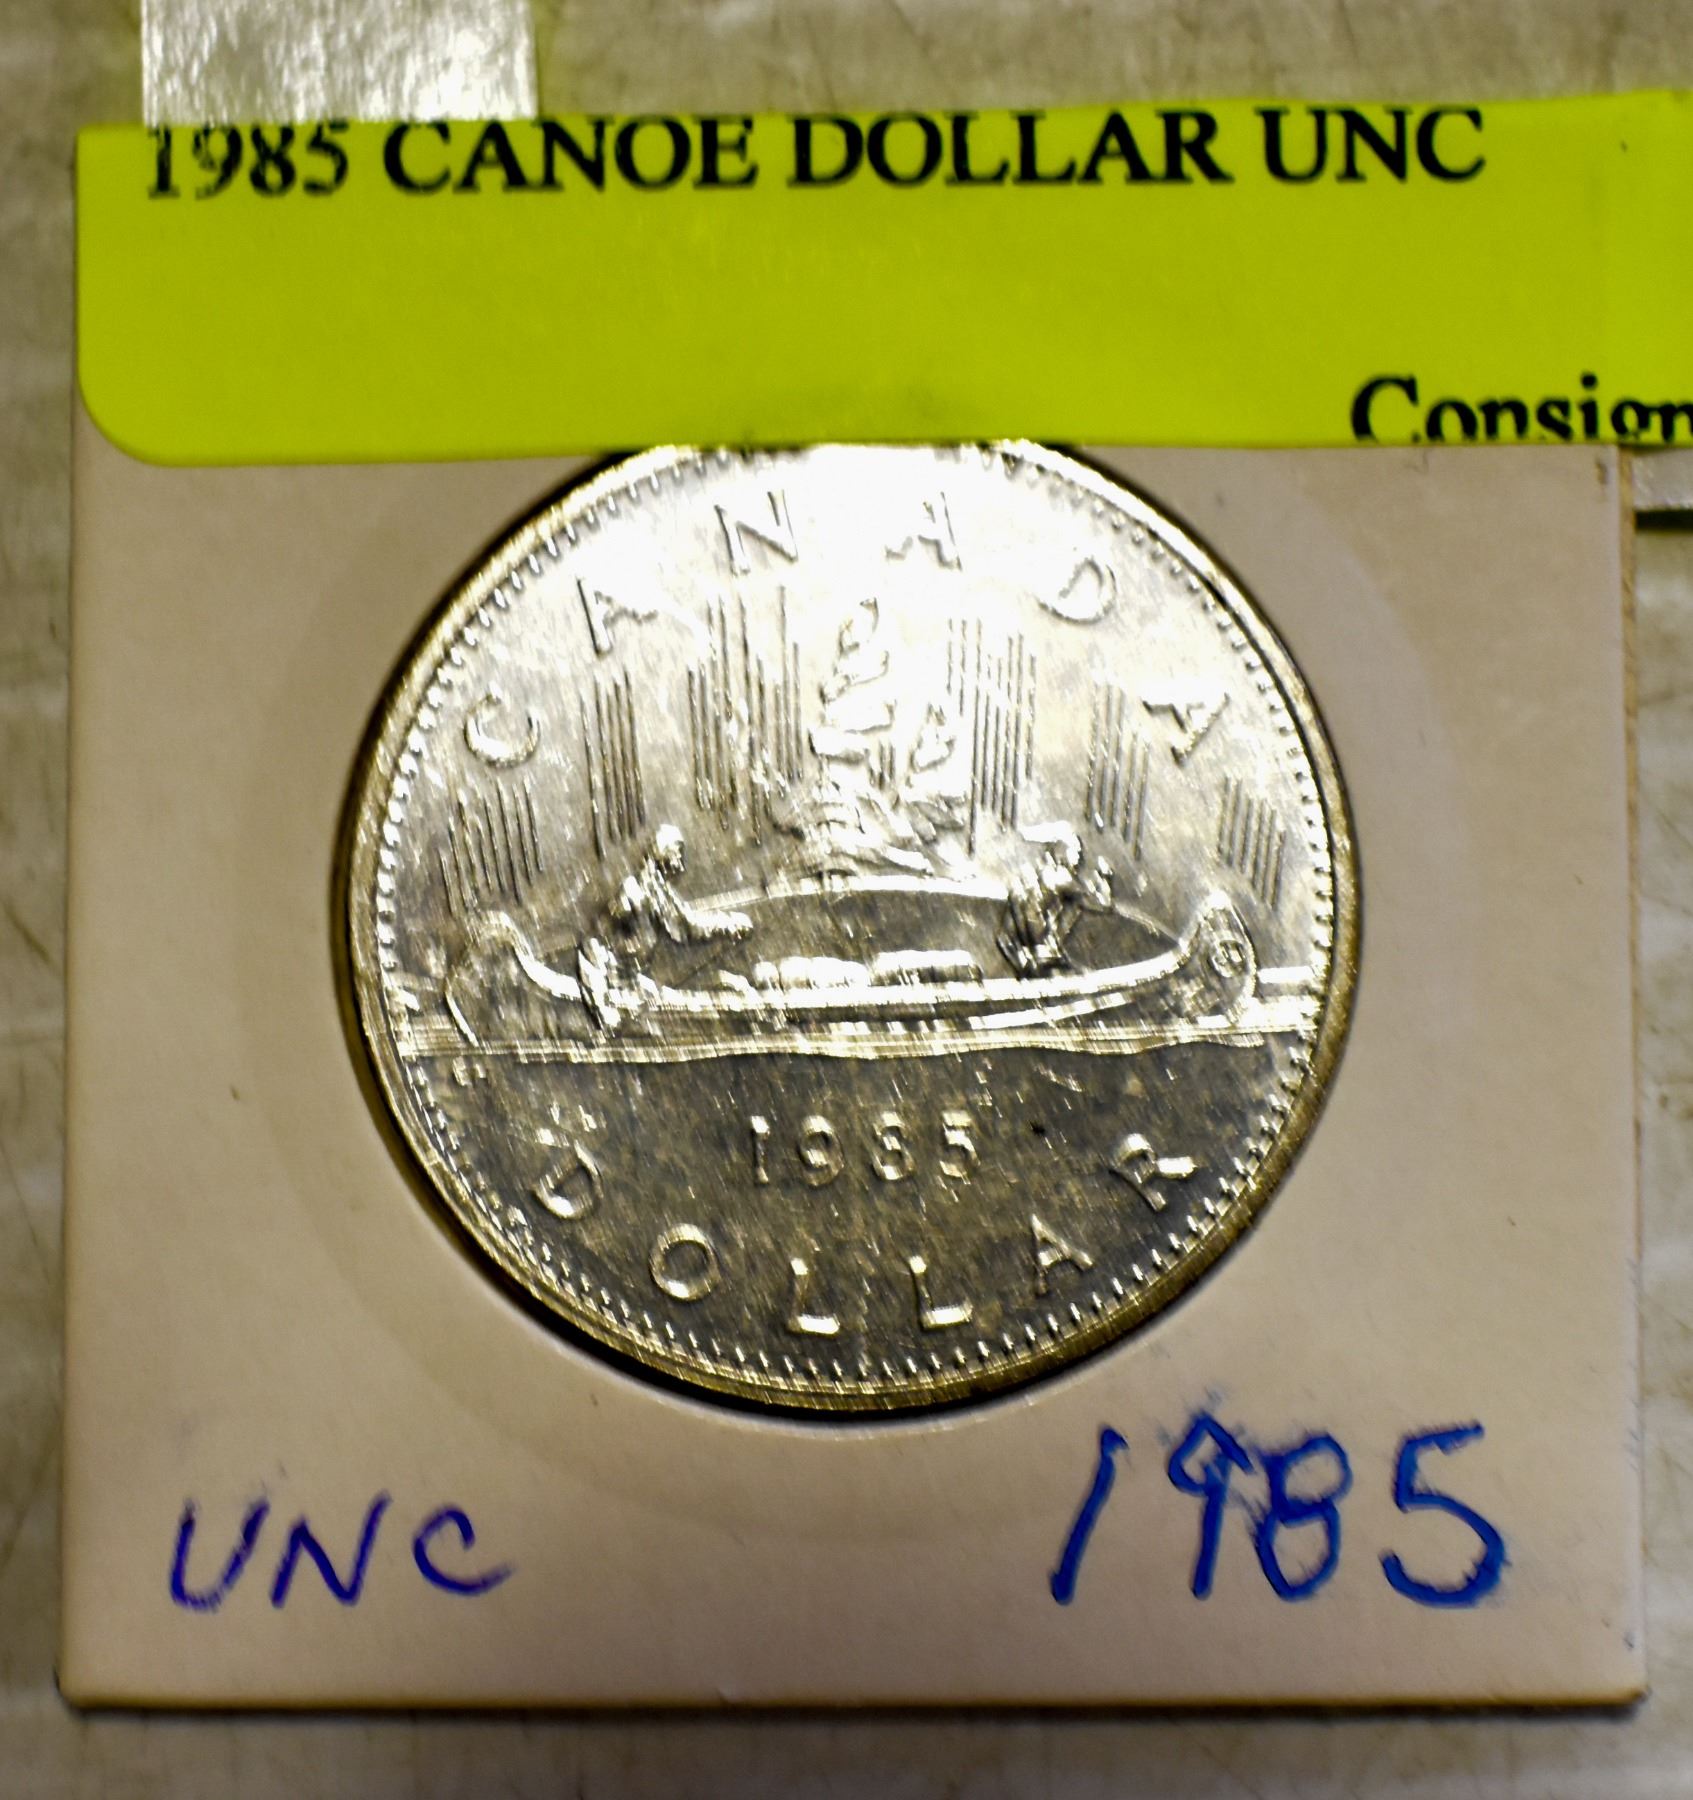 1985 CANOE DOLLAR UNC
Consign
CANADA
1985
DOLLAR
UNC 1985